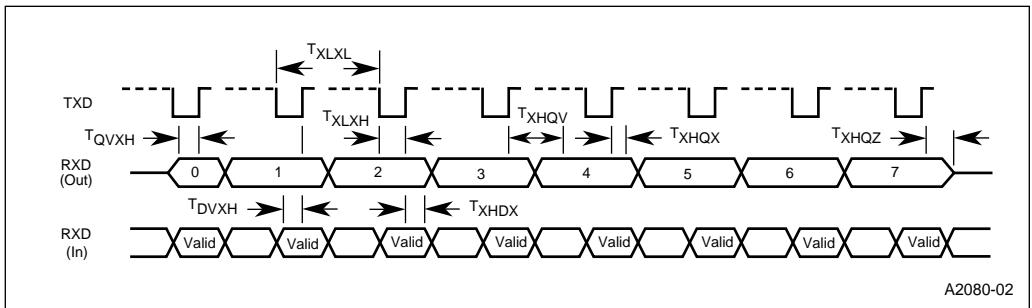 TXLXL
TXD
TXLXH
TXHQV
TQVXH
TXHQX
TXHQZ
RXD
(Out)
0 1 2 3 4 5 6 7
TDVXH
TXHDX
RXD
(In)
Valid Valid Valid Valid Valid Valid Valid Valid
A2080-02